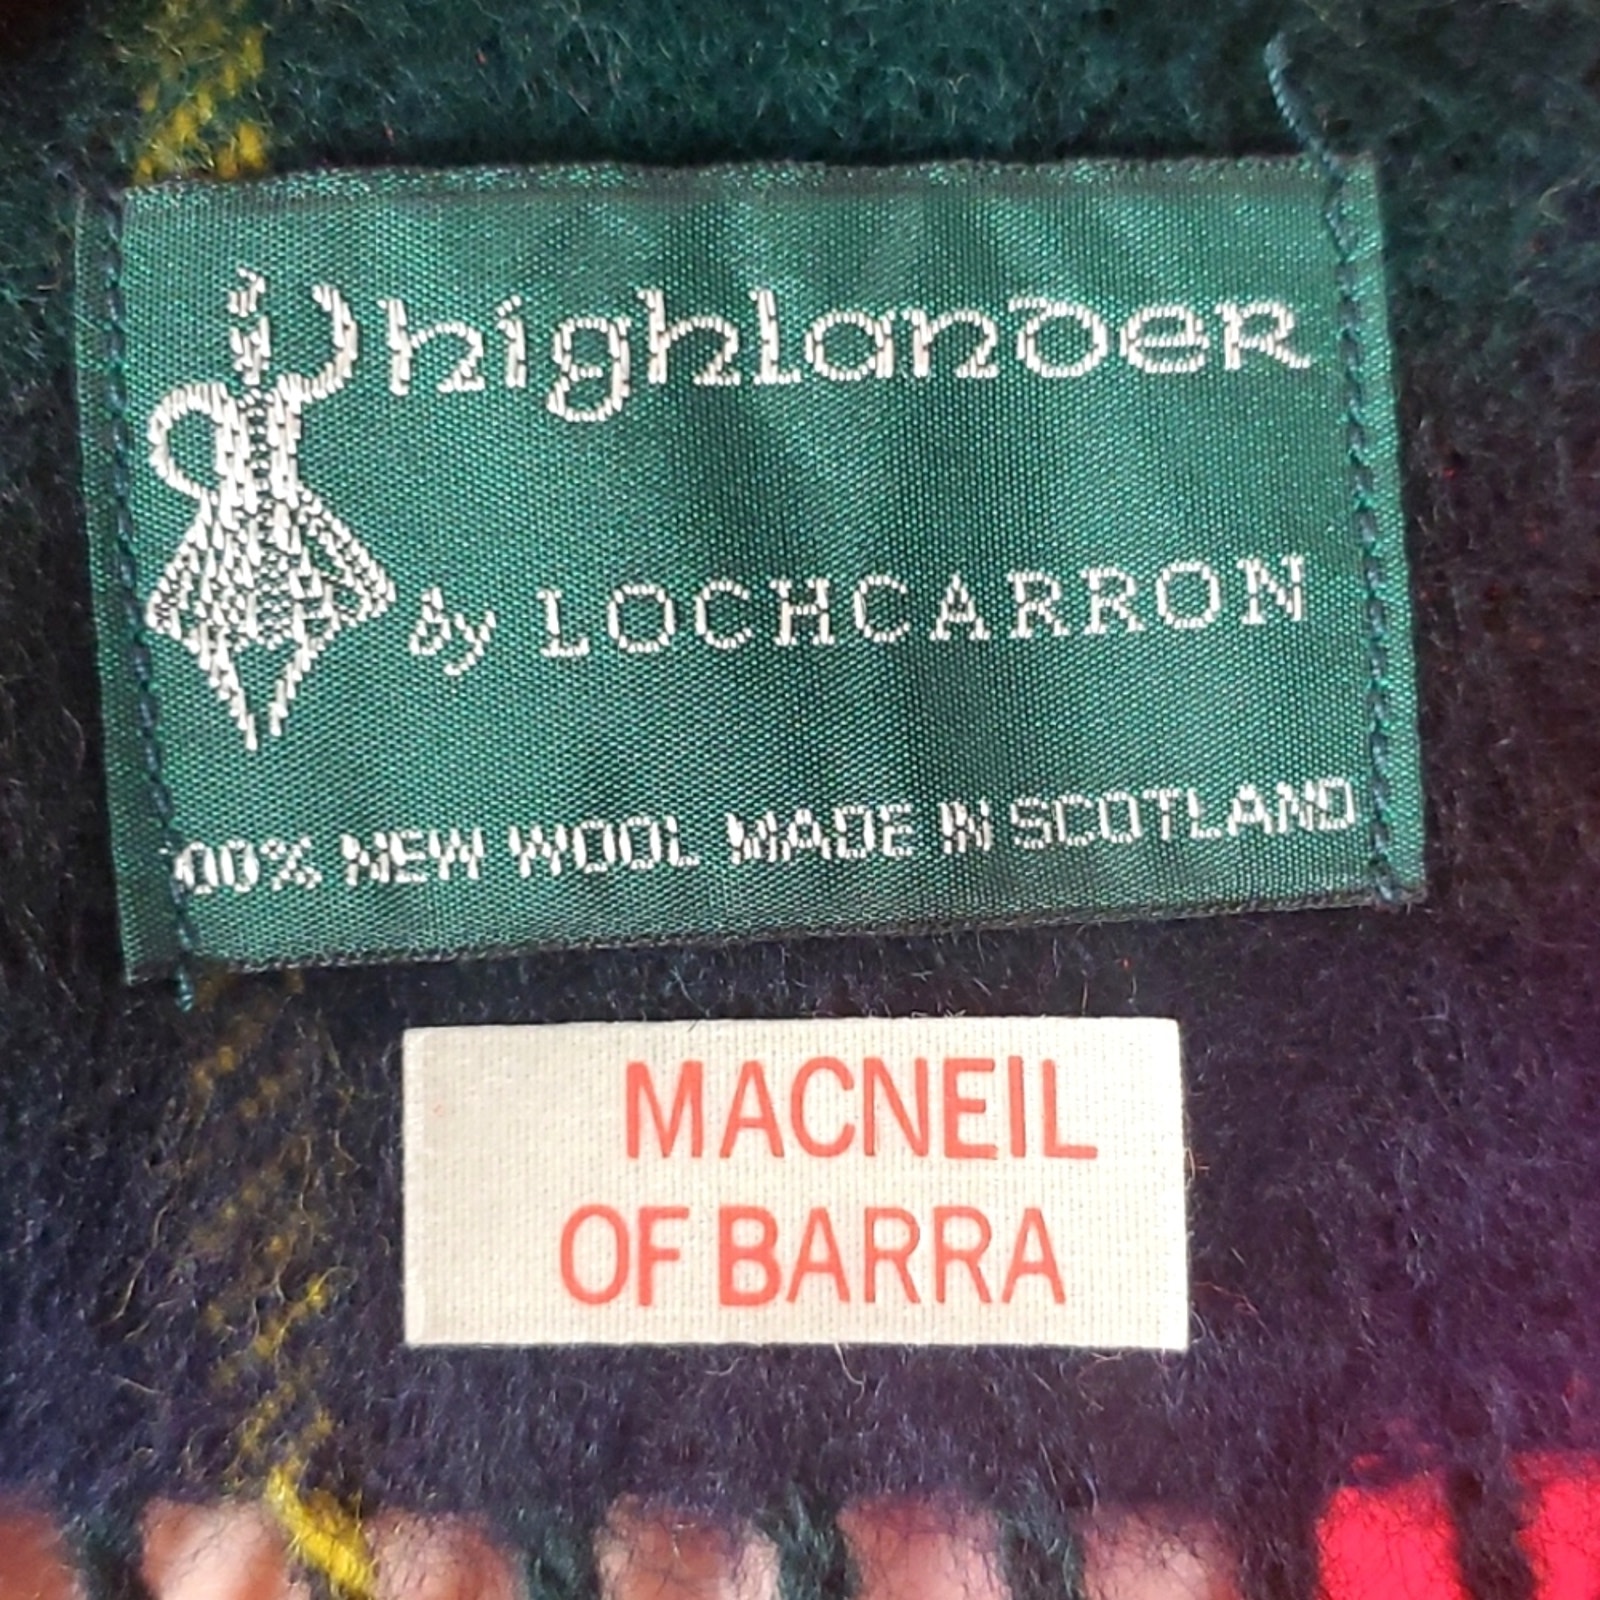 highlander
by LOCHCARRON
100% NEW WOOL MADE IN SCOTLAND
MACNEIL
OF BARRA